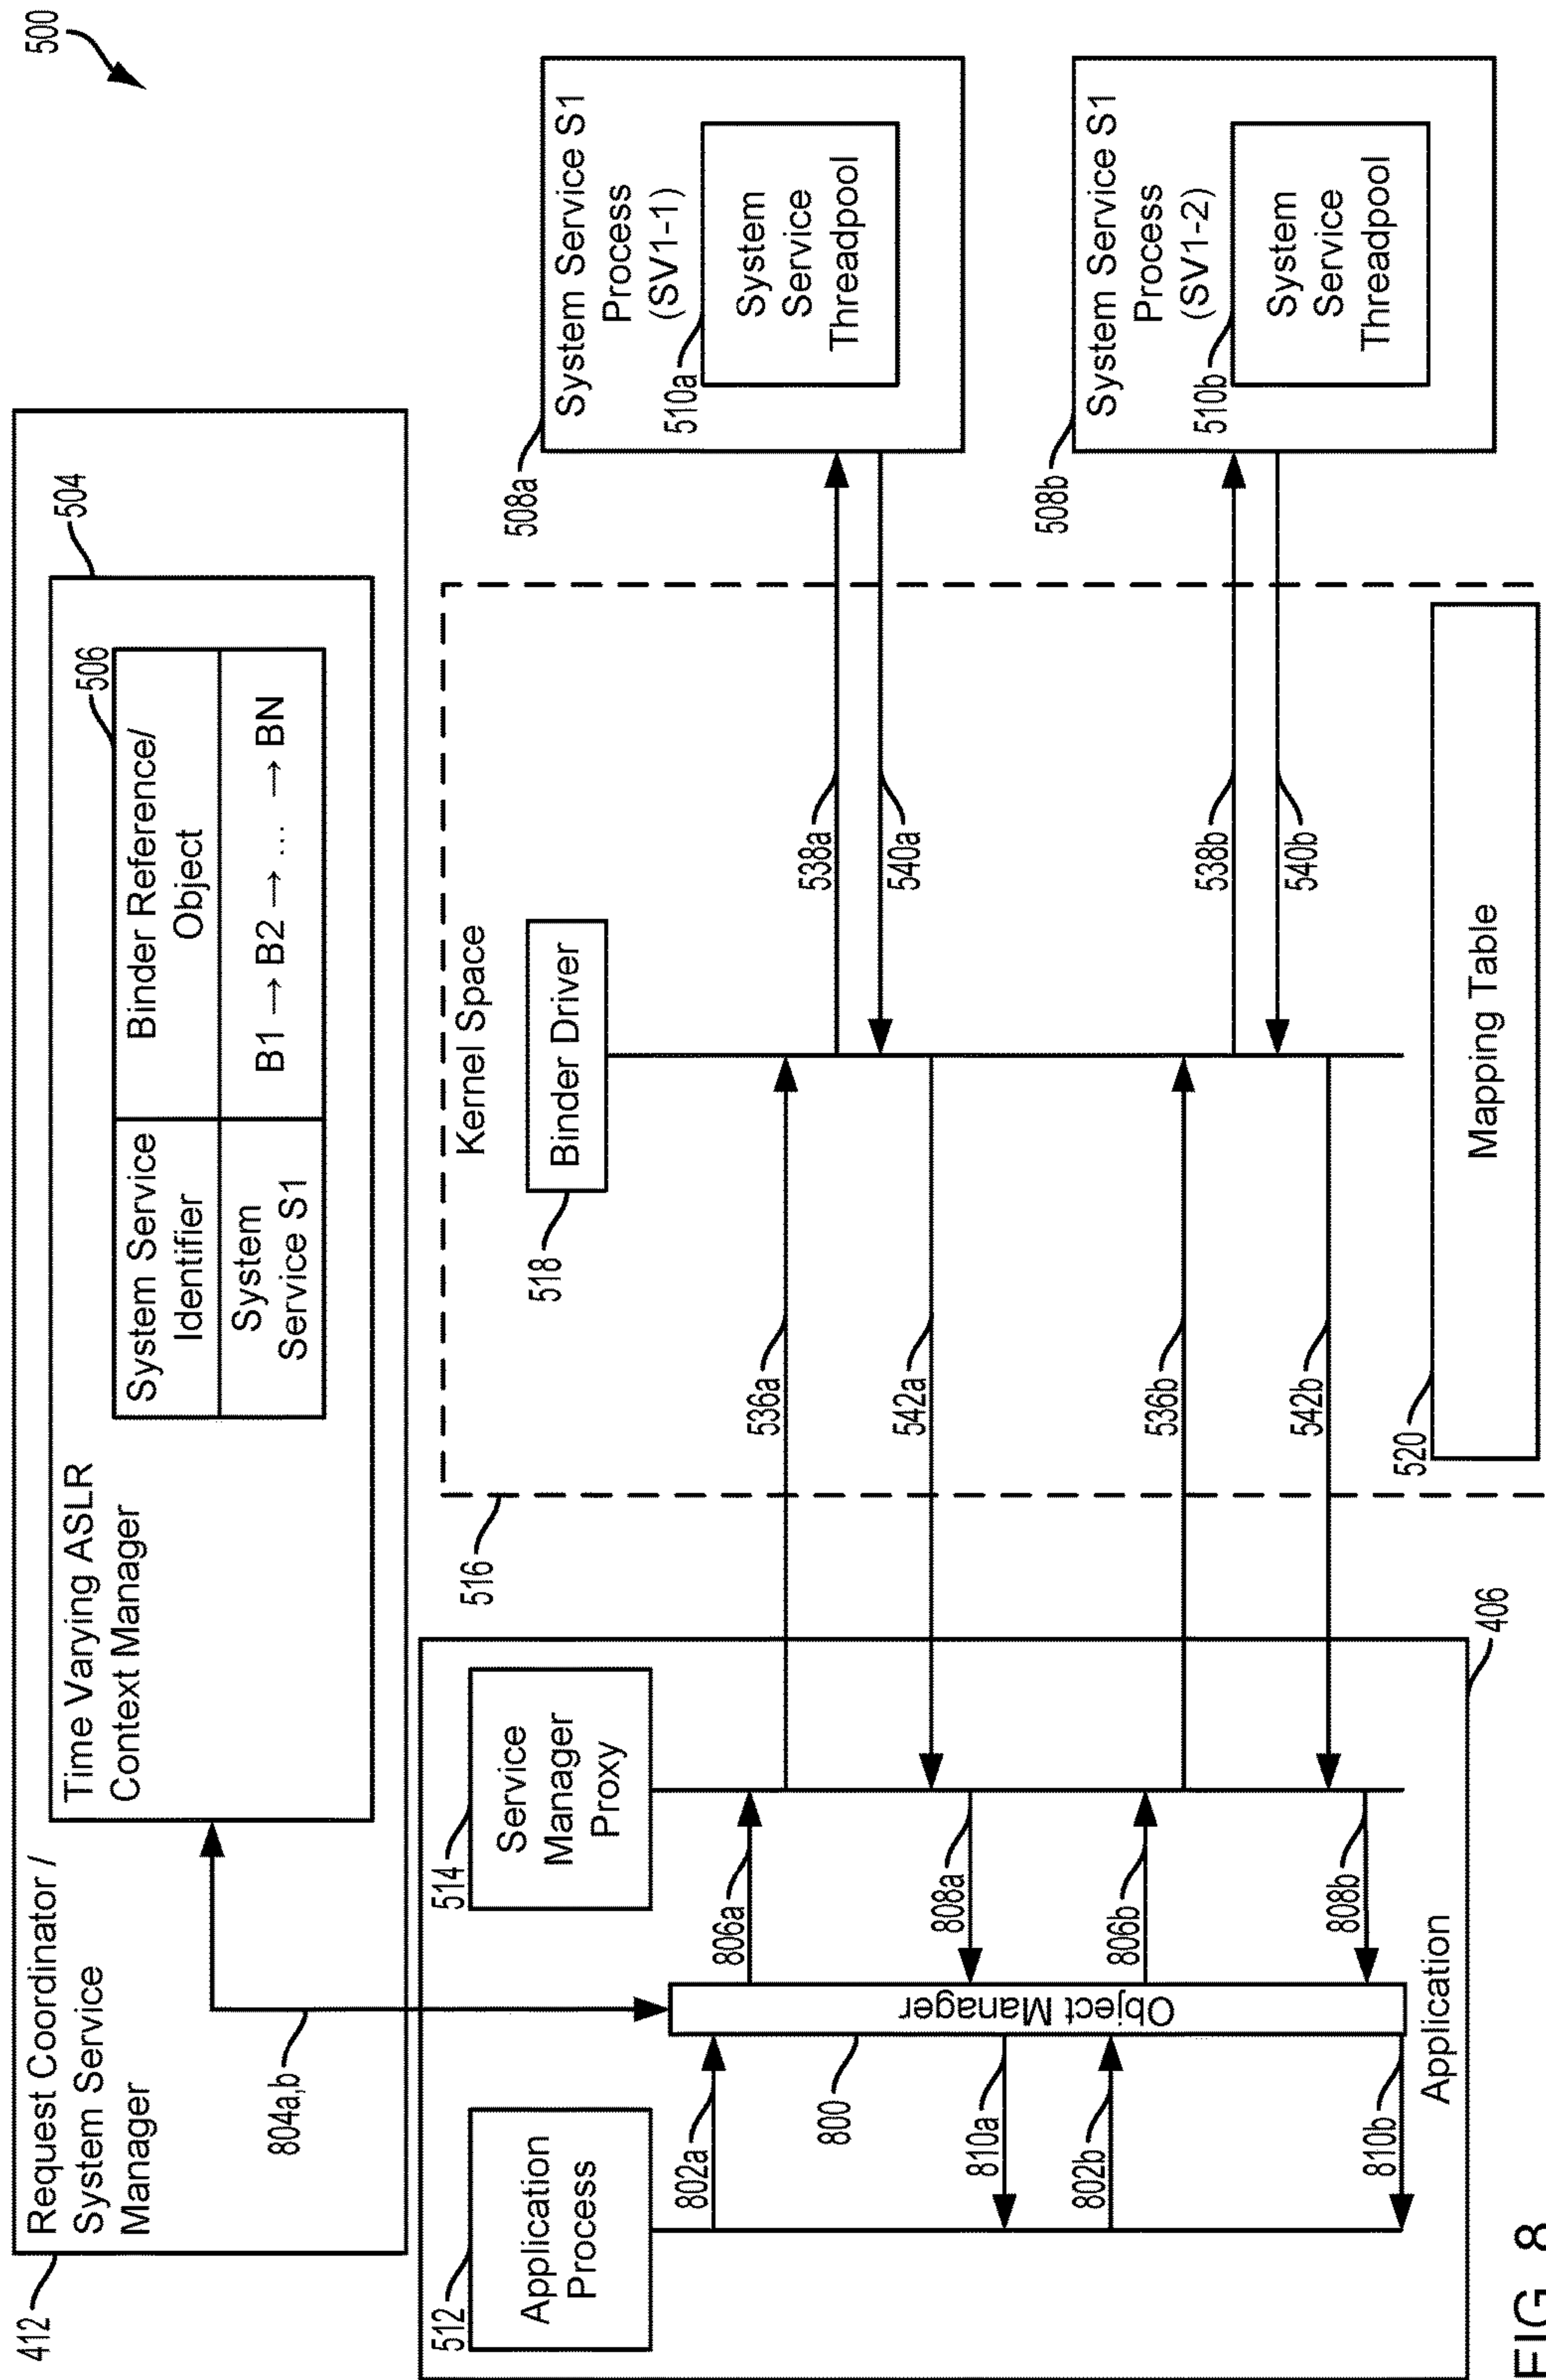 500
412
Request Coordinator /
System Service
Manager
804a,b
Time Varying ASLR
Context Manager
504
506
System Service
Identifier
Binder Reference/
Object
System
Service S1
B1 → B2 → ... → BN
512
Application
Process
514
Service
Manager
Proxy
516
Kernel Space
518
Binder Driver
508a
System Service S1
Process
(SV1-1)
510a
System
Service
Threadpool
802a
806a
536a
538a
800
Object Manager
810a
808a
542a
540a
508b
System Service S1
Process
(SV1-2)
510b
System
Service
Threadpool
802b
806b
536b
538b
810b
808b
542b
540b
Application
406
520
Mapping Table
FIG. 8